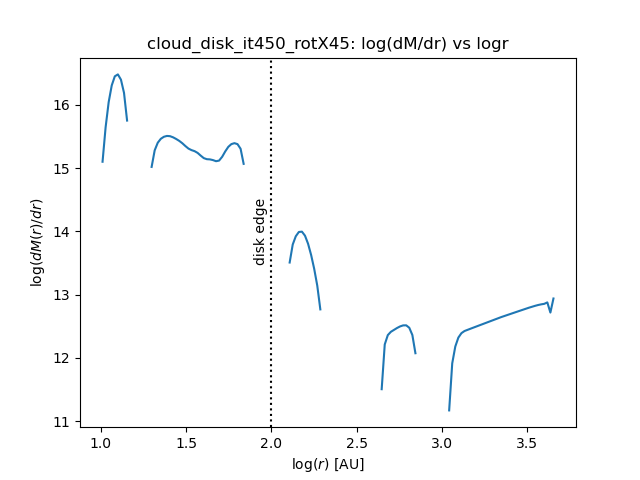 cloud_disk_it450_rotX45: log(dM/dr) vs logr
log(dM(r)/dr)
16
15
14
13
12
11
disk edge
1.0 1.5 2.0 2.5 3.0 3.5
log(r) [AU]